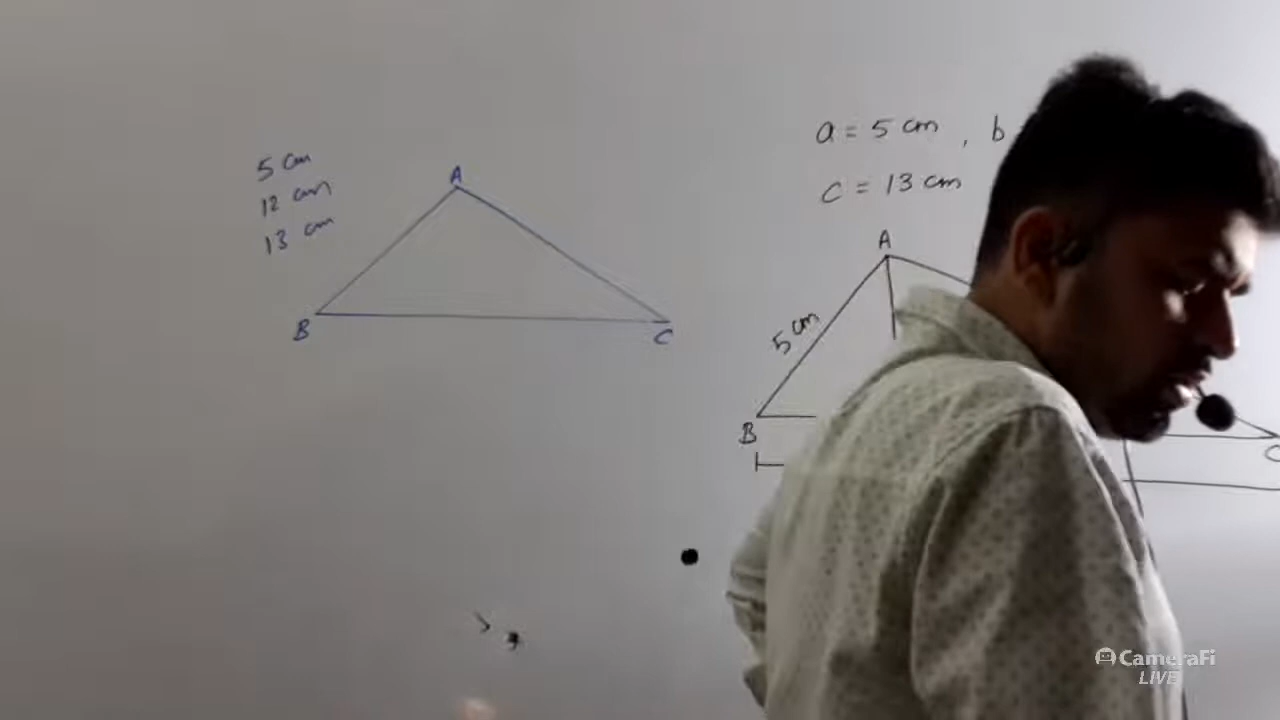 5 cm
12 cm
13 cm
A
B
C
a = 5 cm , b
c = 13 cm
A
5 cm
B
C
CameraFi
LIVE